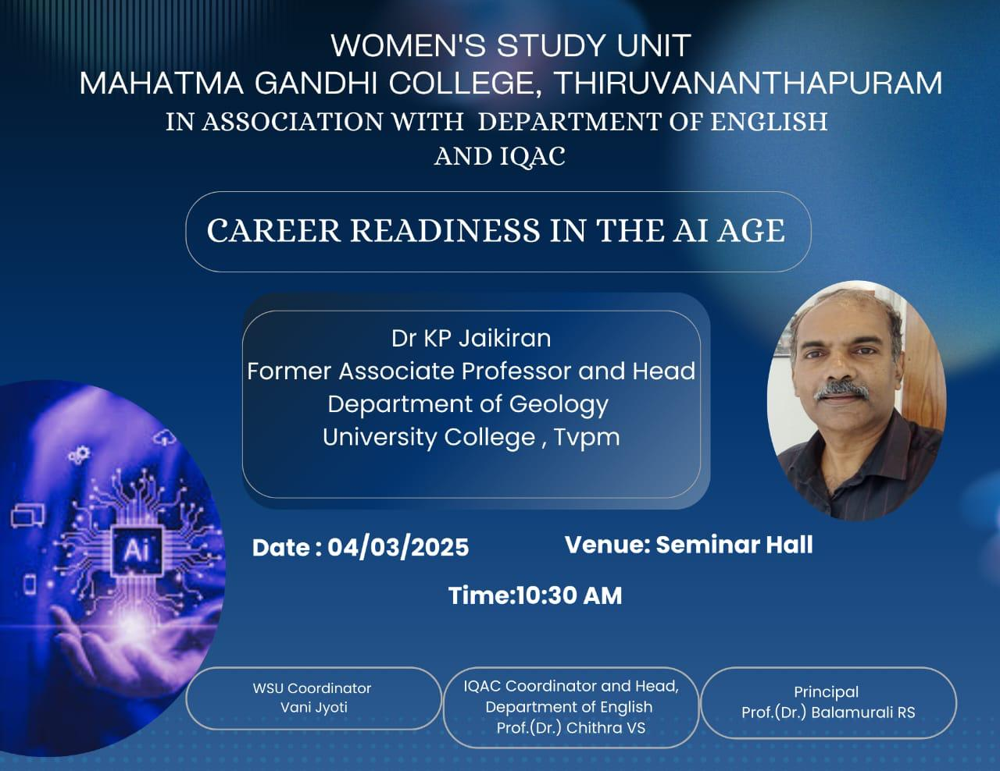 WOMEN'S STUDY UNIT
MAHATMA GANDHI COLLEGE, THIRUVANANTHAPURAM
IN ASSOCIATION WITH DEPARTMENT OF ENGLISH
AND IQAC
CAREER READINESS IN THE AI AGE
Dr KP Jaikiran
Former Associate Professor and Head
Department of Geology
University College , Tvpm
Ai
Date : 04/03/2025
Venue: Seminar Hall
Time:10:30 AM
WSU Coordinator
Vani Jyoti
IQAC Coordinator and Head,
Department of English
Prof.(Dr.) Chithra VS
Principal
Prof.(Dr.) Balamurali RS